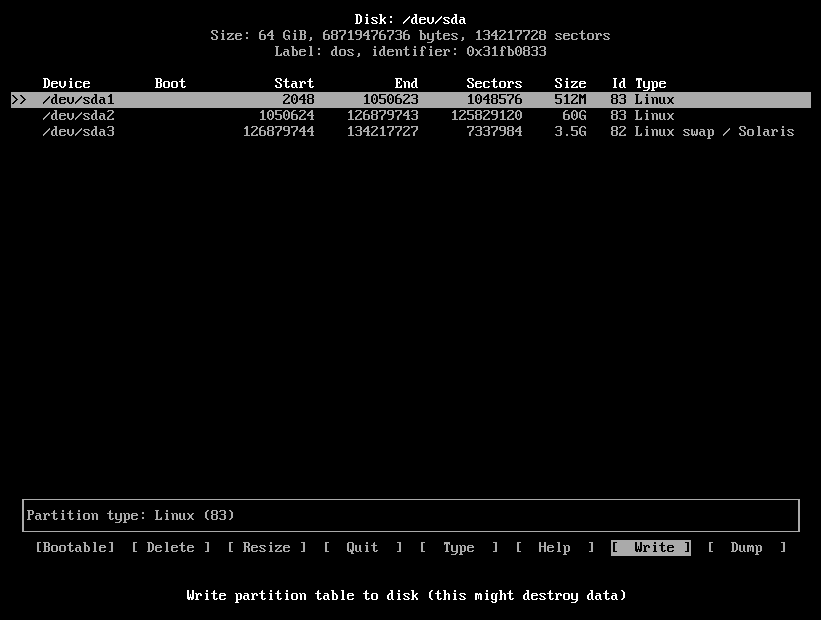 Disk: /dev/sda
Size: 64 GiB, 68719476736 bytes, 134217728 sectors
Label: dos, identifier: 0x31fb0833
Device Boot Start End Sectors Size Id Type
>> /dev/sda1 2048 1050623 1048576 512M 83 Linux
/dev/sda2 1050624 126879743 125829120 60G 83 Linux
/dev/sda3 126879744 134217727 7337984 3.5G 82 Linux swap / Solaris
Partition type: Linux (83)
[Bootable] [ Delete ] [ Resize ] [ Quit ] [ Type ] [ Help ] [ Write ] [ Dump ]
Write partition table to disk (this might destroy data)